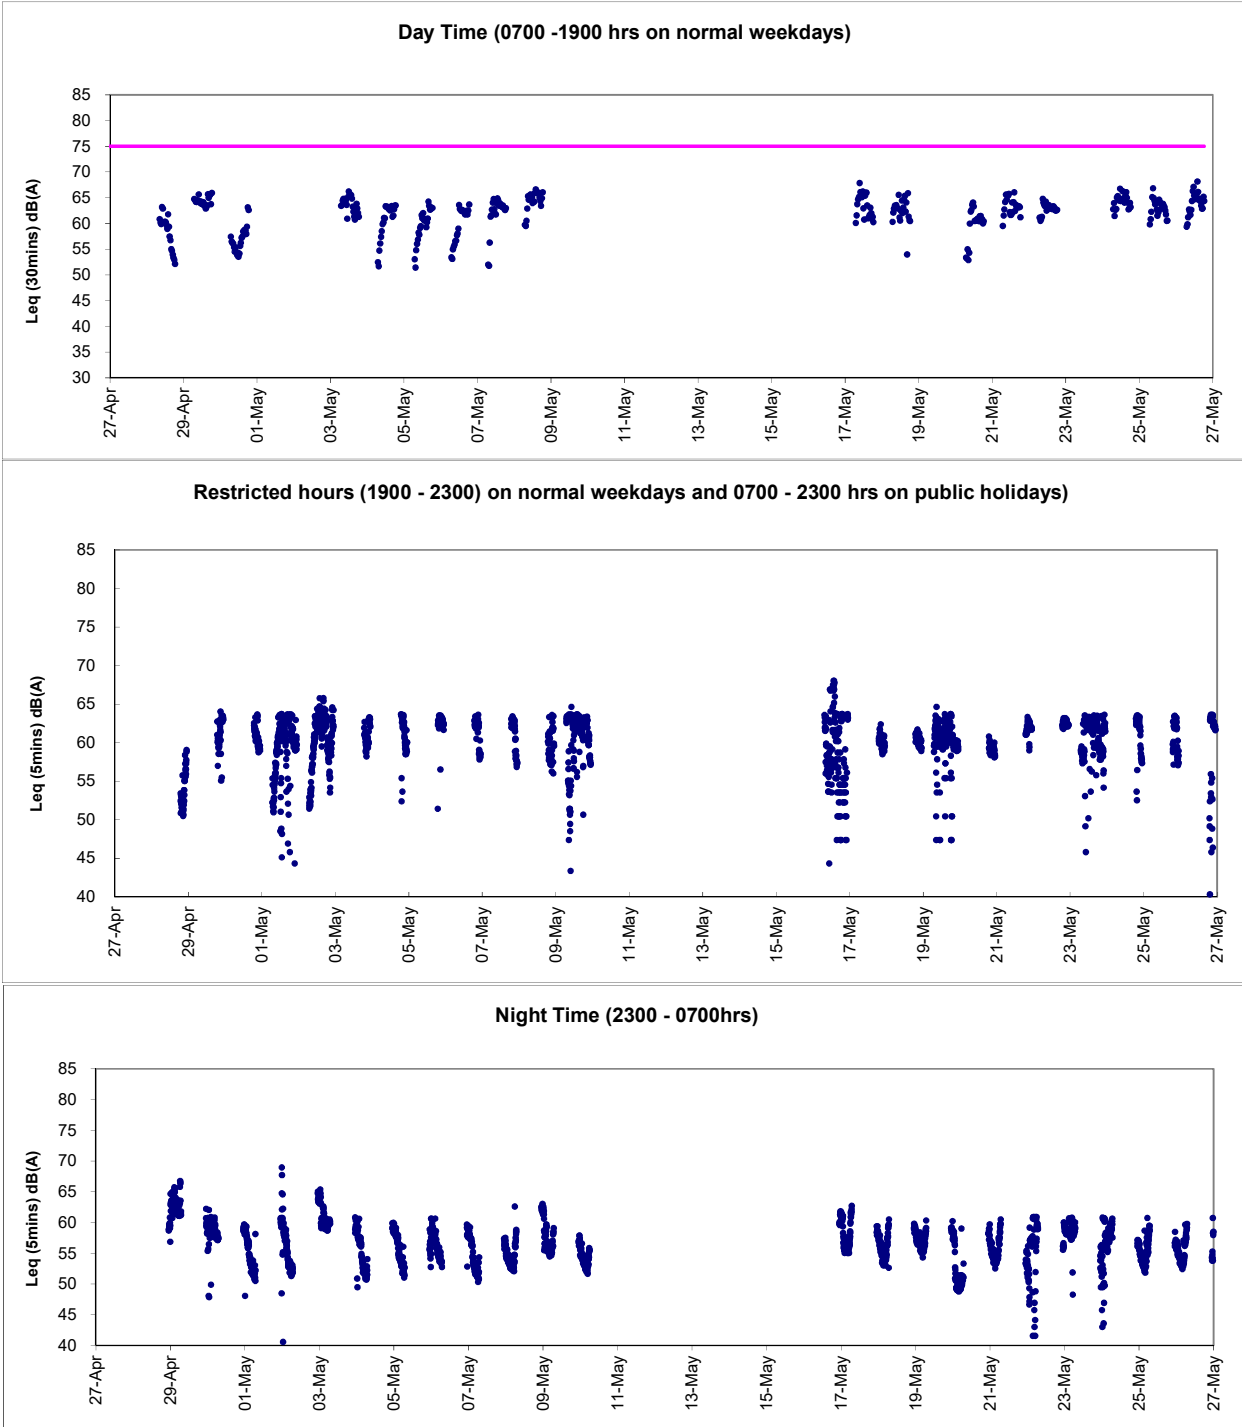 Day Time (0700 -1900 hrs on normal weekdays)
Leq (30mins) dB(A)
85
80
75
70
65
60
55
50
45
40
35
30
27-Apr
29-Apr
01-May
03-May
05-May
07-May
09-May
11-May
13-May
15-May
17-May
19-May
21-May
23-May
25-May
27-May
Restricted hours (1900 - 2300) on normal weekdays and 0700 - 2300 hrs on public holidays)
Leq (5mins) dB(A)
85
80
75
70
65
60
55
50
45
40
27-Apr
29-Apr
01-May
03-May
05-May
07-May
09-May
11-May
13-May
15-May
17-May
19-May
21-May
23-May
25-May
27-May
Night Time (2300 - 0700hrs)
Leq (5mins) dB(A)
85
80
75
70
65
60
55
50
45
40
27-Apr
29-Apr
01-May
03-May
05-May
07-May
09-May
11-May
13-May
15-May
17-May
19-May
21-May
23-May
25-May
27-May